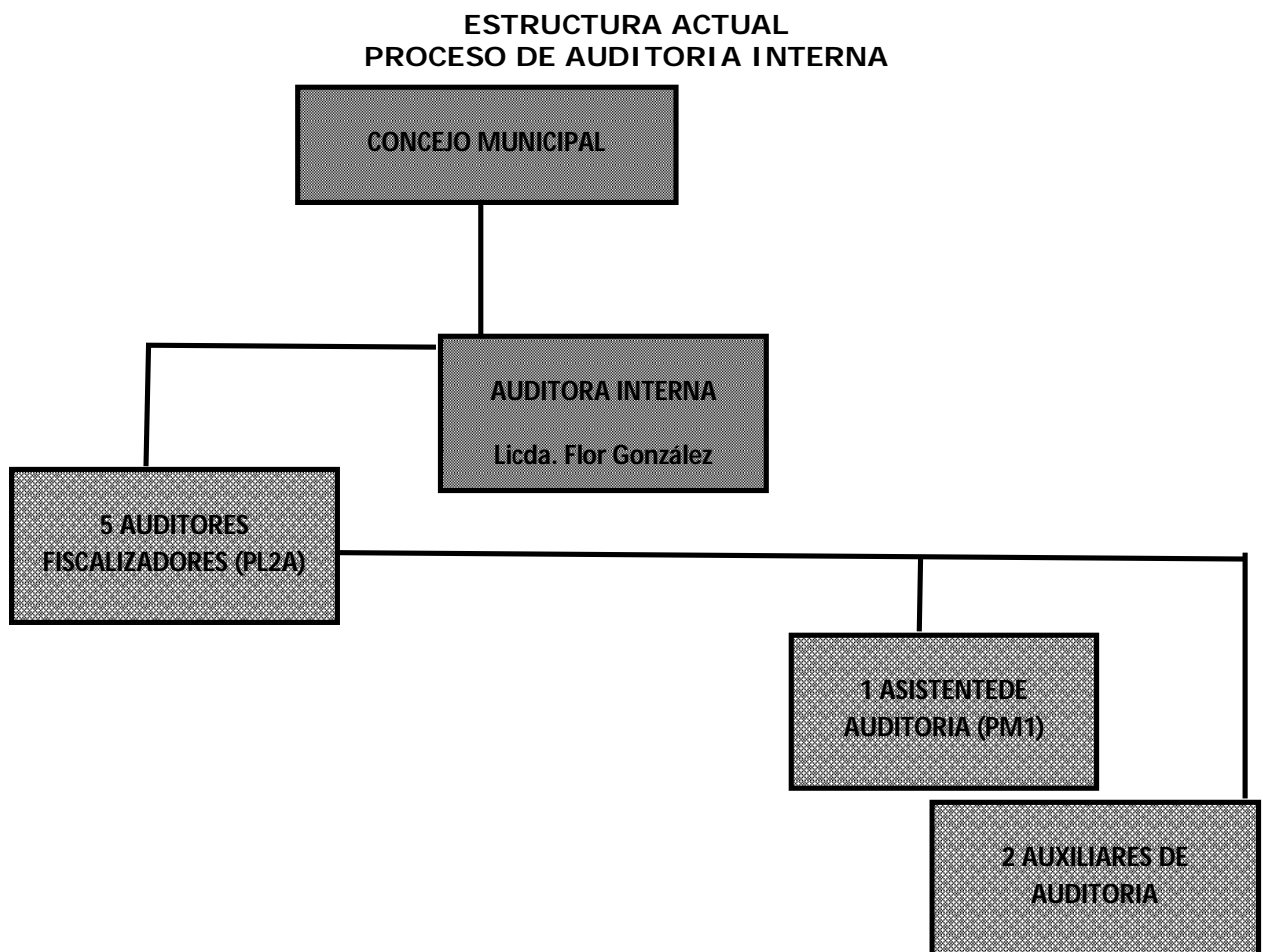 ESTRUCTURA ACTUAL
PROCESO DE AUDITORIA INTERNA
CONCEJO MUNICIPAL
AUDITORA INTERNA
Licda. Flor González
5 AUDITORES
FISCALIZADORES (PL2A)
1 ASISTENTEDE
AUDITORIA (PM1)
2 AUXILIARES DE
AUDITORIA